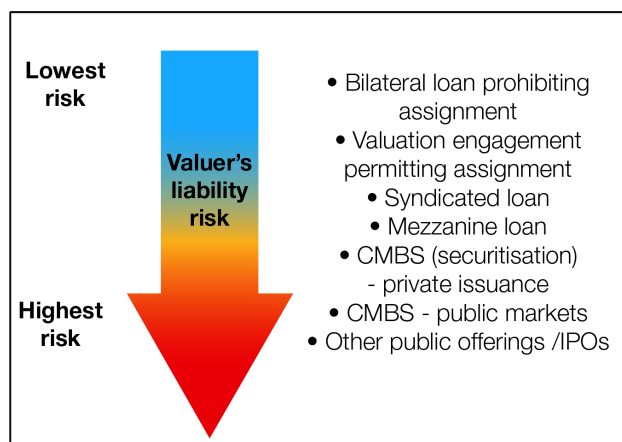 Lowest
risk
Valuer's
liability
risk
Highest
risk
• Bilateral loan prohibiting
assignment
• Valuation engagement
permitting assignment
• Syndicated loan
• Mezzanine loan
• CMBS (securitisation)
- private issuance
• CMBS - public markets
• Other public offerings /IPOs